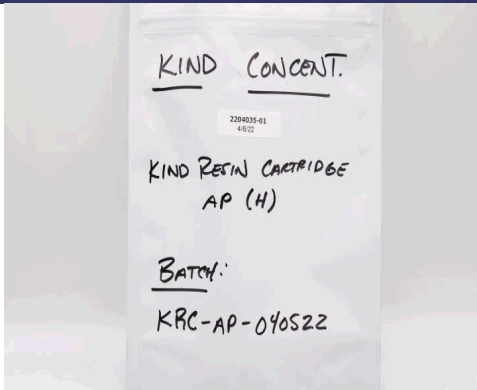 KIND CONCENT.
2204035-01
4/6/22
KIND RESIN CARTRIDGE
AP (H)
BATCH:
KRC-AP-040522